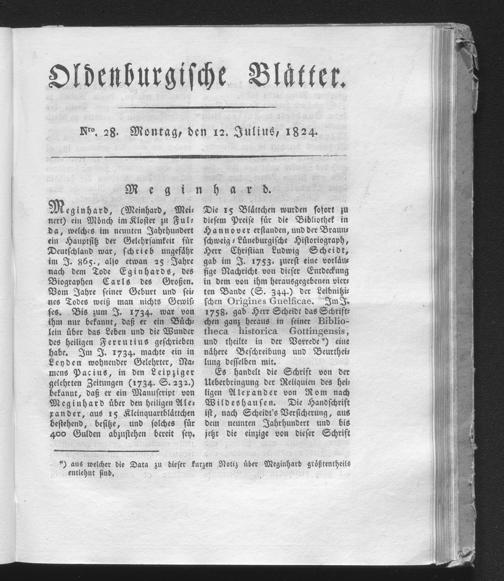 Oldenburgische Blätter.
Nro. 28. Montag, den 12. Julius, 1824.
Meginhard.
Meginhard, (Meinhard, Mei-
nert) ein Mönch im Kloster zu Ful-
da, welches im neunten Jahrhundert
ein Hauptsitz der Gelehrsamkeit für
Deutschland war, schrieb ungefähr
im J. 865., also etwan 25 Jahre
nach dem Tode Eginhards, des
Biographen Carls des Großen.
Vom Jahre seiner Geburt und sei-
nes Todes weiß man nichts Gewis-
ses. Bis zum J. 1734. war von
ihm nur bekannt, daß er ein Büch-
lein über das Leben und die Wunder
des heiligen Ferrutius geschrieben
habe. Im J. 1734. machte ein in
Leyden wohnender Gelehrter, Na-
mens Pacius, in den Leipziger
gelehrten Zeitungen (1734. S. 232.)
bekannt, daß er ein Manuscript von
Meginhard über den heiligen Ale-
xander, aus 15 Kleinquartblättchen
bestehend, besitze, und solches für
400 Gulden abzustehen bereit sey.
Die 15 Blättchen wurden sofort zu
diesem Preise für die Bibliothek in
Hannover erstanden, und der Braun-
schweig-Lüneburgische Historiograph,
Herr Christian Ludwig Scheidt,
gab im J. 1753. zuerst eine vorläu-
fige Nachricht von dieser Entdeckung
in dem von ihm herausgegebenen vier-
ten Bande (S. 344.) der Leibnitzi-
schen Origines Guelficae. Im J.
1758. gab Herr Scheidt das Schrift-
chen ganz heraus in seiner Biblio-
theca historica Gottingensis,
und theilte in der Vorrede*) eine
nähere Beschreibung und Beurthei-
lung desselben mit.
Es handelt die Schrift von der
Ueberbringung der Reliquien des hei-
ligen Alexander von Rom nach
Wildeshausen. Die Handschrift
ist, nach Scheidt's Versicherung, aus
dem neunten Jahrhundert und bis
jetzt die einzige von dieser Schrift
*) aus welcher die Data zu dieser kurzen Notiz über Meginhard größtentheils
entlehnt sind.